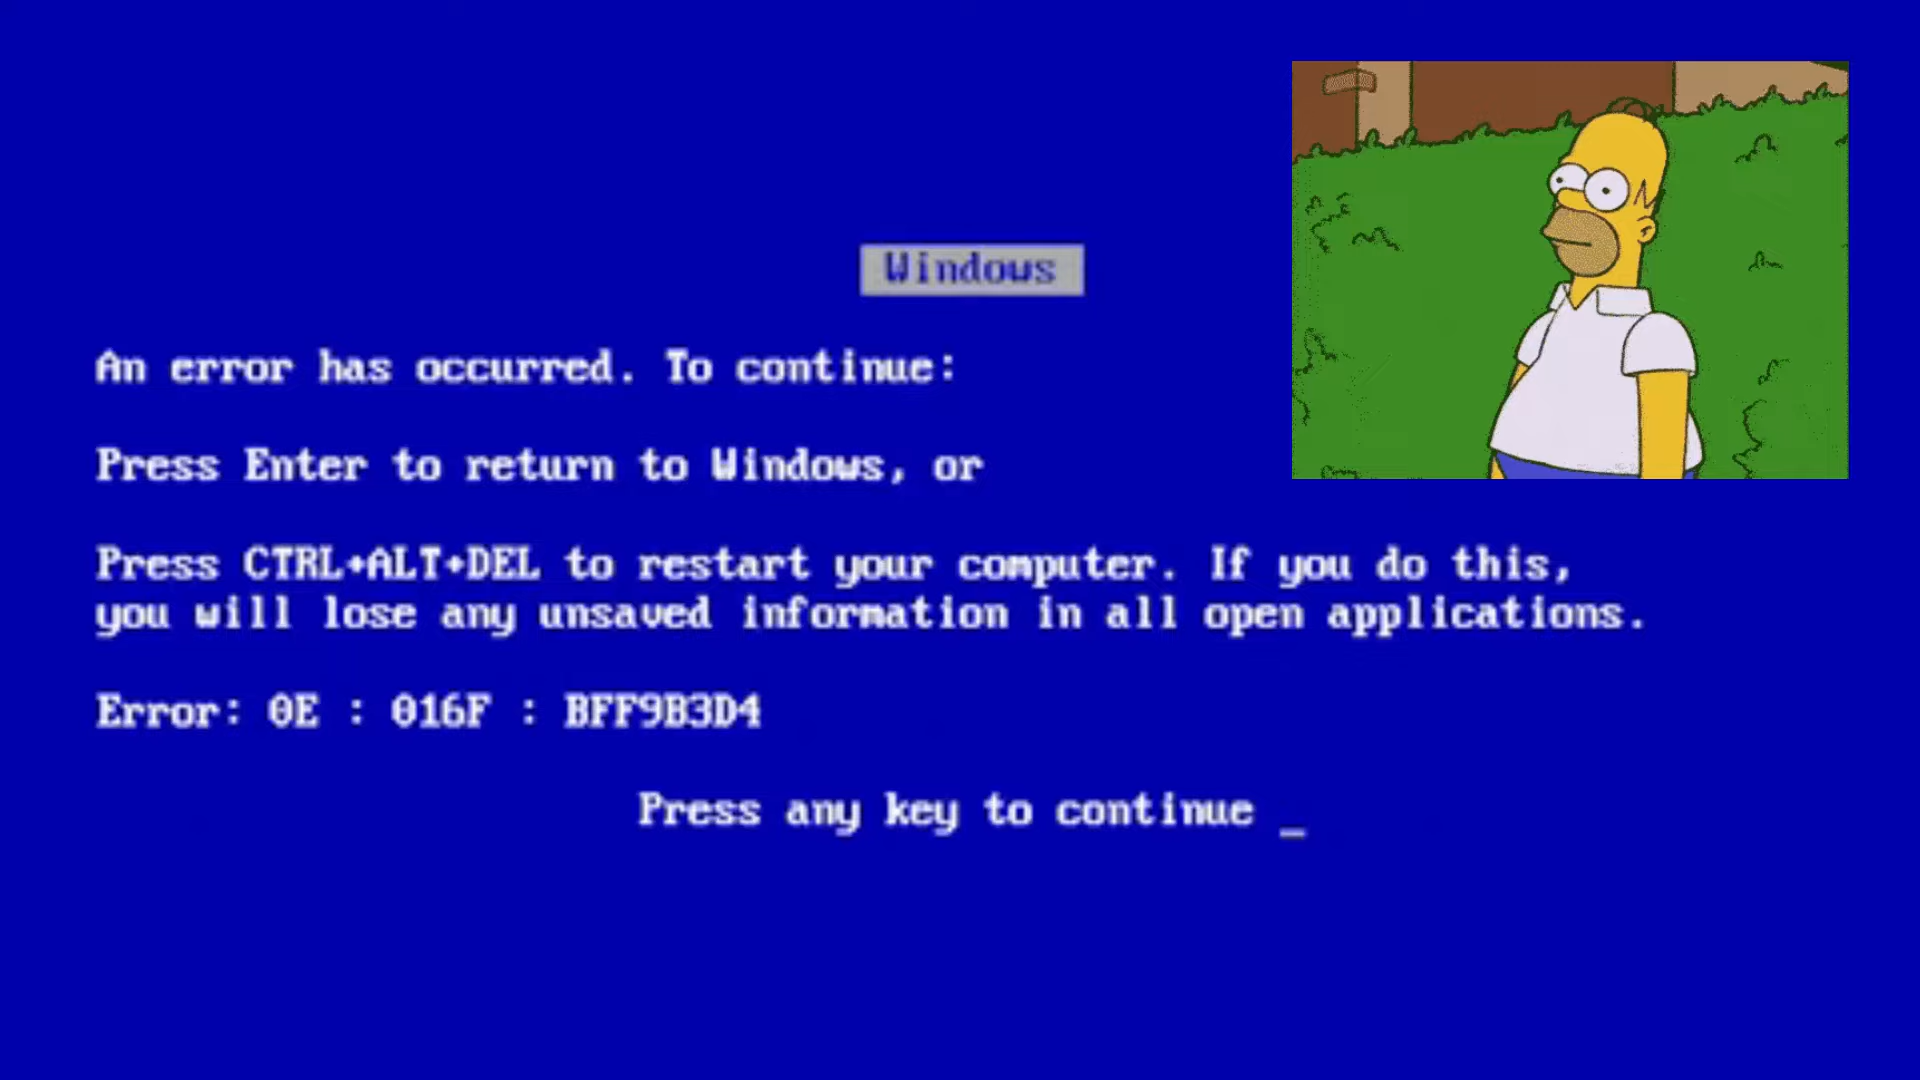 Windows
An error has occurred. To continue:
Press Enter to return to Windows, or
Press CTRL+ALT+DEL to restart your computer. If you do this,
you will lose any unsaved information in all open applications.
Error: 0E : 016F : BFF9B3D4
Press any key to continue _